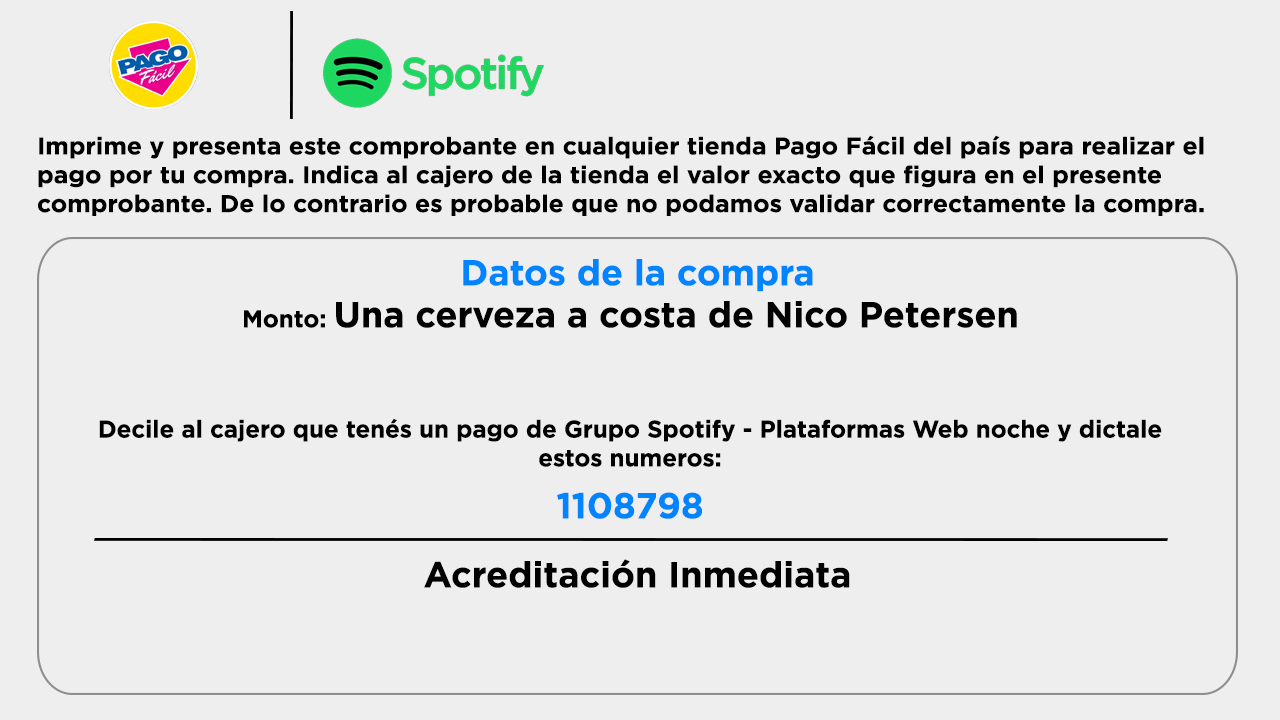 PAGO
Fácil
Spotify
Imprime y presenta este comprobante en cualquier tienda Pago Fácil del país para realizar el
pago por tu compra. Indica al cajero de la tienda el valor exacto que figura en el presente
comprobante. De lo contrario es probable que no podamos validar correctamente la compra.
Datos de la compra
Monto: Una cerveza a costa de Nico Petersen
Decile al cajero que tenés un pago de Grupo Spotify - Plataformas Web noche y dictale
estos numeros:
1108798
Acreditación Inmediata